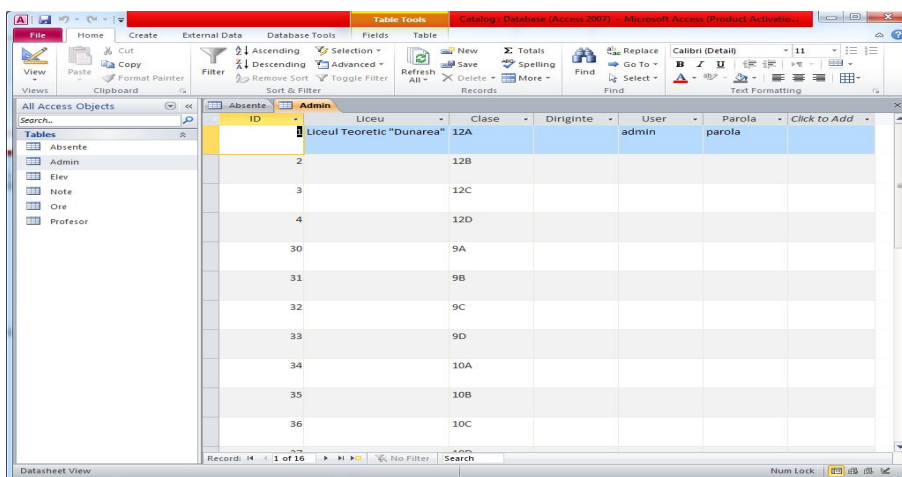 Table Tools
Catalog : Database (Access 2007) - Microsoft Access (Product Activatio...
File Home Create External Data Database Tools Fields Table
View
Paste
Cut
Copy
Format Painter
Filter
Ascending
Descending
Remove Sort
Selection
Advanced
Toggle Filter
Refresh All
New
Save
Delete
Totals
Spelling
More
Find
Replace
Go To
Select
Calibri (Detail) 11
B I U
A
Views Clipboard Sort & Filter Records Find Text Formatting
All Access Objects
Search...
Tables
Absente
Admin
Elev
Note
Ore
Profesor
Absente Admin
ID Liceu Clase Diriginte User Parola Click to Add
1 Liceul Teoretic "Dunarea" 12A admin parola
2 12B
3 12C
4 12D
30 9A
31 9B
32 9C
33 9D
34 10A
35 10B
36 10C
Record: 1 of 16 No Filter Search
Datasheet View Num Lock